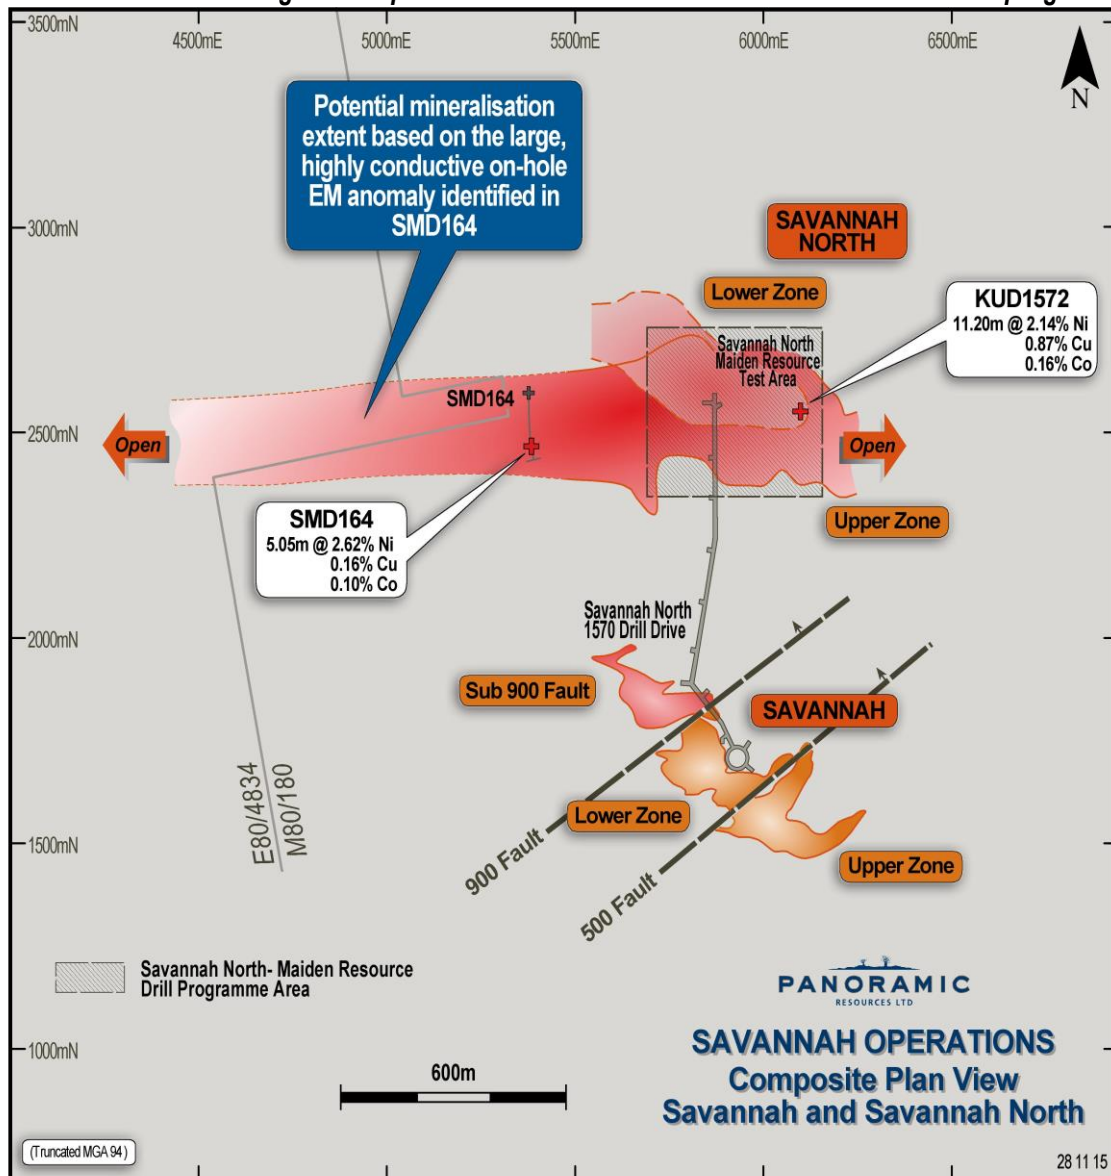 3500mN
4500mE
5000mE
5500mE
6000mE
6500mE
N
Potential mineralisation
extent based on the large,
highly conductive on-hole
EM anomaly identified in
SMD164
3000mN
SAVANNAH
NORTH
Lower Zone
KUD1572
11.20m @ 2.14% Ni
0.87% Cu
0.16% Co
Savannah North
Maiden Resource
Test Area
SMD164
2500mN
Open
Open
SMD164
5.05m @ 2.62% Ni
0.16% Cu
0.10% Co
Upper Zone
2000mN
Savannah North
1570 Drill Drive
Sub 900 Fault
SAVANNAH
E80/4834
M80/180
Lower Zone
1500mN
900 Fault
Upper Zone
500 Fault
Savannah North- Maiden Resource
Drill Programme Area
PANORAMIC
RESOURCES LTD
1000mN
600m
SAVANNAH OPERATIONS
Composite Plan View
Savannah and Savannah North
(Truncated MGA 94)
28 11 15